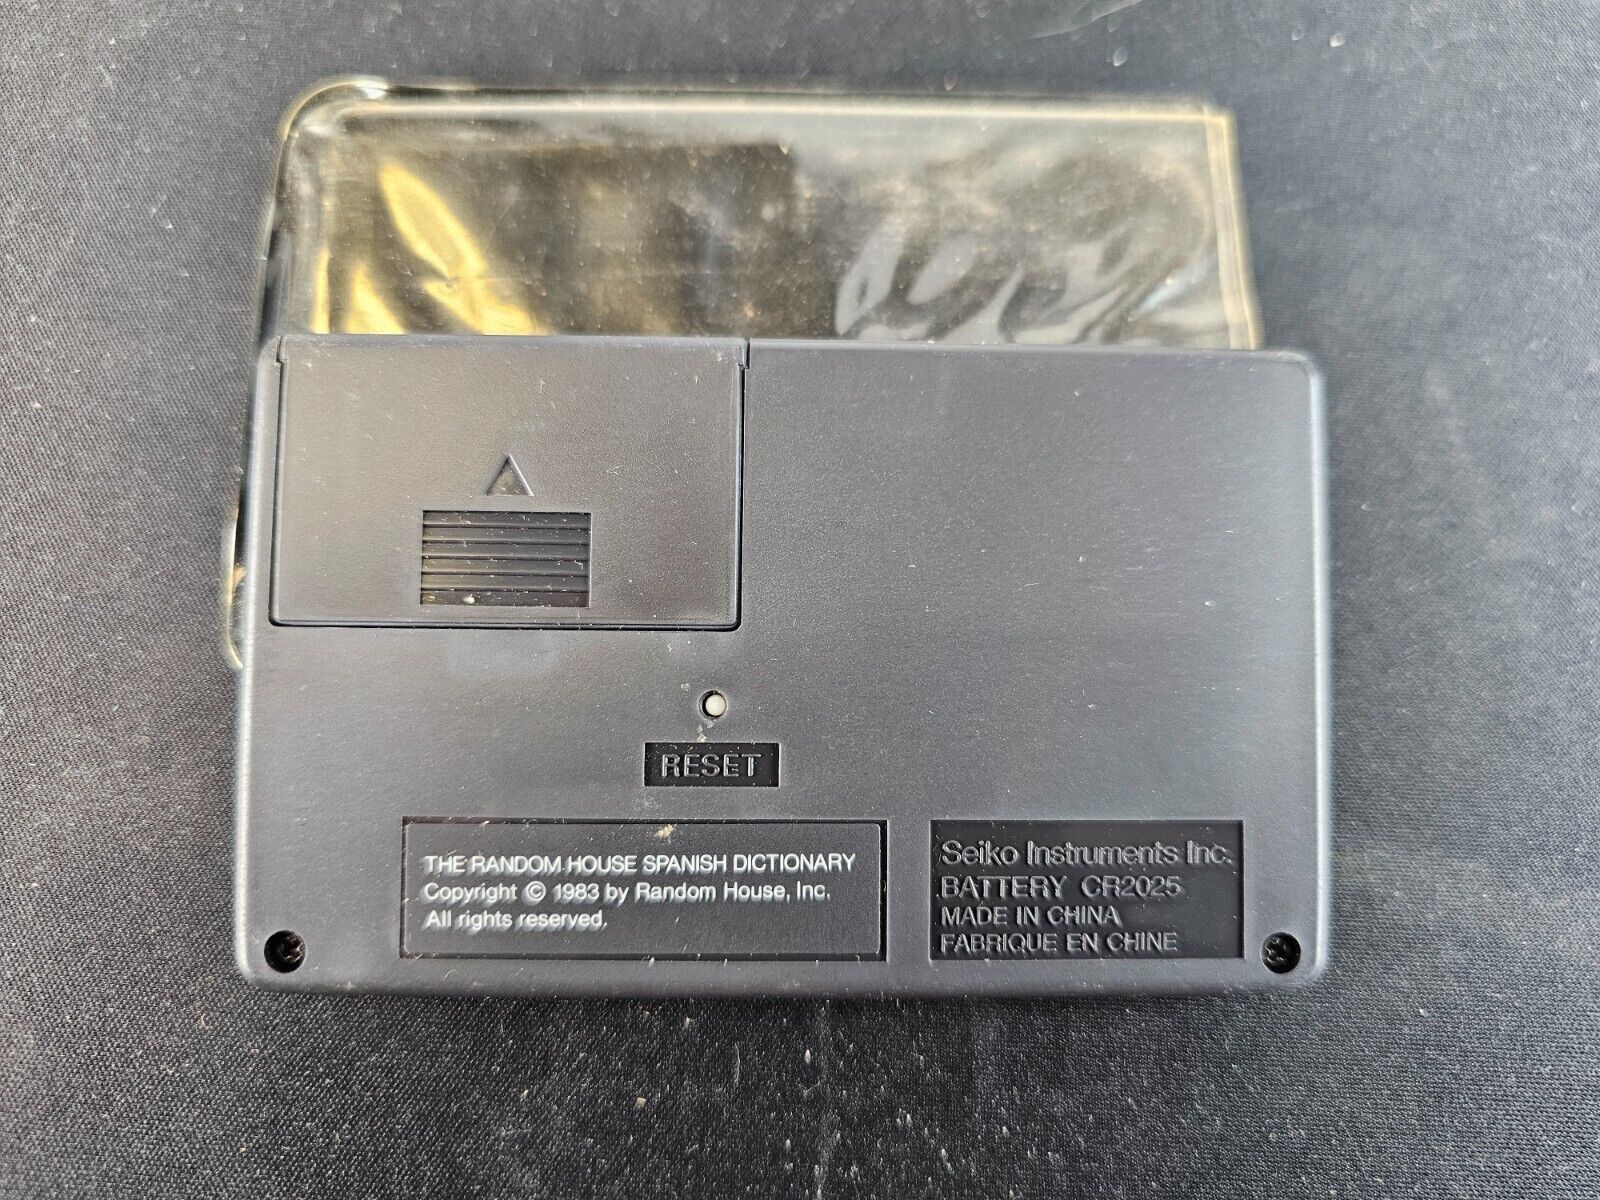 RESET
THE RANDOM HOUSE SPANISH DICTIONARY
Copyright © 1983 by Random House, Inc.
All rights reserved.
Seiko Instruments Inc.
BATTERY CR2025
MADE IN CHINA
FABRIQUE EN CHINE